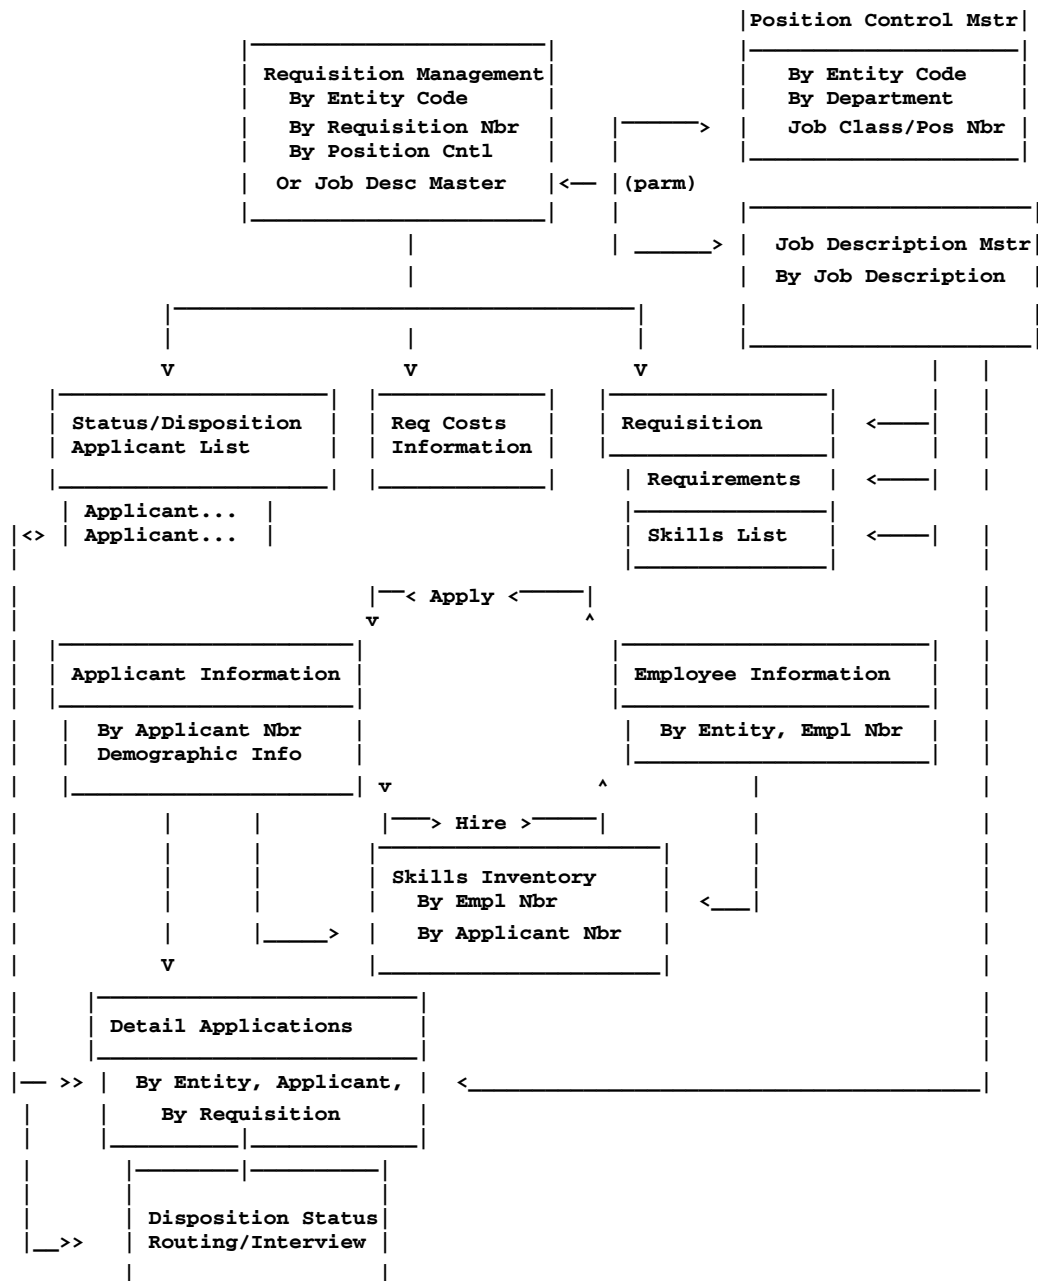 Position Control Mstr
Requisition Management
By Entity Code
By Requisition Nbr
By Position Cntl
Or Job Desc Master
By Entity Code
By Department
Job Class/Pos Nbr
(parm)
Job Description Mstr
By Job Description
v v v
Status/Disposition
Applicant List
Applicant...
Applicant...
Req Costs
Information
Requisition
Requirements
Skills List
< Apply <
v ^
Applicant Information
By Applicant Nbr
Demographic Info
Employee Information
By Entity, Empl Nbr
v ^
> Hire >
Skills Inventory
By Empl Nbr
By Applicant Nbr
v
Detail Applications
By Entity, Applicant,
By Requisition
Disposition Status
Routing/Interview